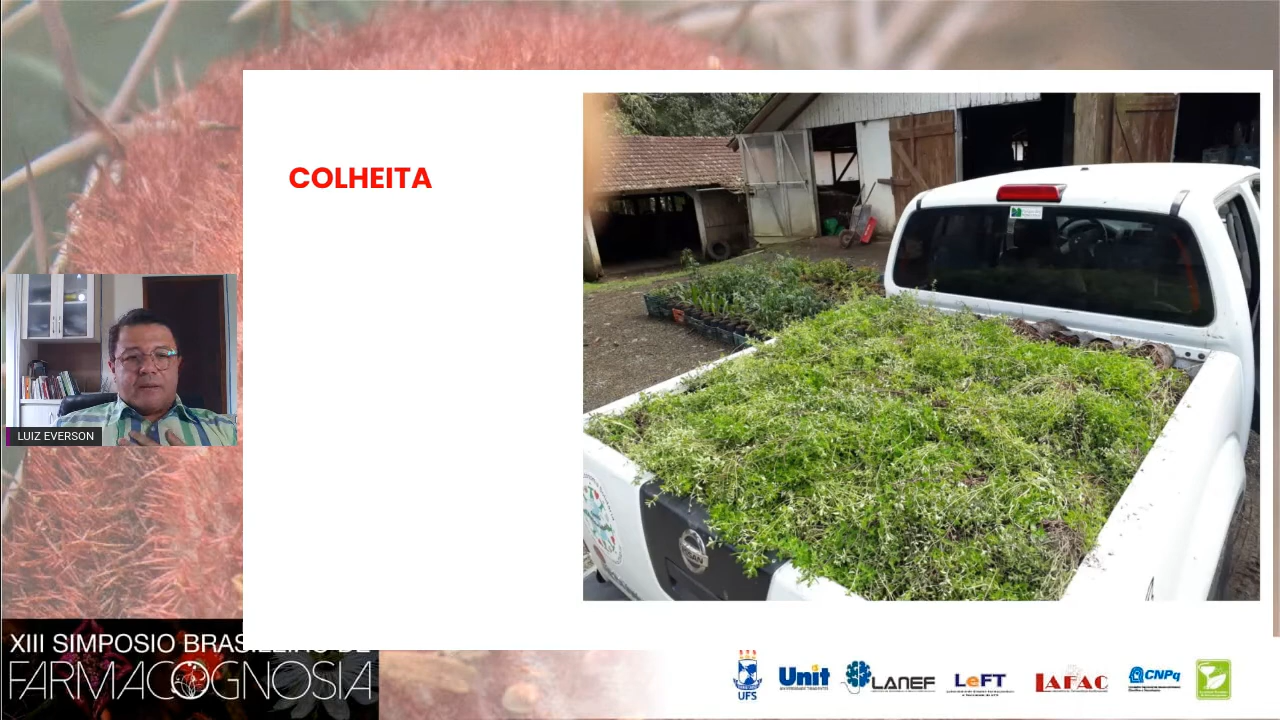 COLHEITA
LUIZ EVERSON
XIII SIMPOSIO BRASILEIRO DE
FARMACOGNOSIA
UFS
Unit
LANEF
LeFT
LAFAC
CNPq